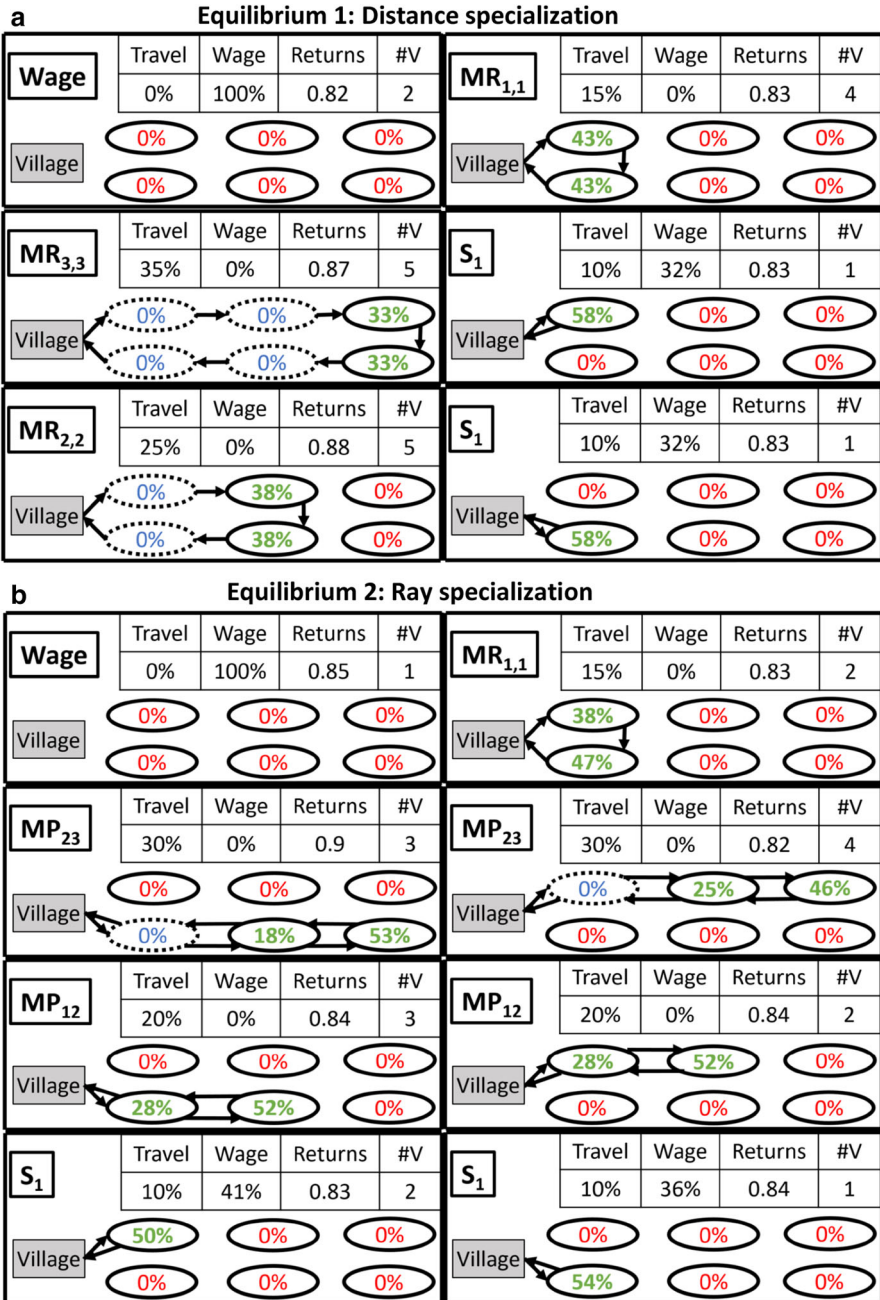 a Equilibrium 1: Distance specialization
Wage
Travel Wage Returns #V
0% 100% 0.82 2
0% 0% 0%
Village
0% 0% 0%
MR1,1
Travel Wage Returns #V
15% 0% 0.83 4
43% 0% 0%
Village
43% 0% 0%
MR3,3
Travel Wage Returns #V
35% 0% 0.87 5
0% 0% 33%
Village
0% 0% 33%
S1
Travel Wage Returns #V
10% 32% 0.83 1
58% 0% 0%
Village
0% 0% 0%
MR2,2
Travel Wage Returns #V
25% 0% 0.88 5
0% 38% 0%
Village
0% 38% 0%
S1
Travel Wage Returns #V
10% 32% 0.83 1
0% 0% 0%
Village
58% 0% 0%
b Equilibrium 2: Ray specialization
Wage
Travel Wage Returns #V
0% 100% 0.85 1
0% 0% 0%
Village
0% 0% 0%
MR1,1
Travel Wage Returns #V
15% 0% 0.83 2
38% 0% 0%
Village
47% 0% 0%
MP23
Travel Wage Returns #V
30% 0% 0.9 3
0% 0% 0%
Village
0% 18% 53%
MP23
Travel Wage Returns #V
30% 0% 0.82 4
0% 25% 46%
Village
0% 0% 0%
MP12
Travel Wage Returns #V
20% 0% 0.84 3
0% 0% 0%
Village
28% 52% 0%
MP12
Travel Wage Returns #V
20% 0% 0.84 2
28% 52% 0%
Village
0% 0% 0%
S1
Travel Wage Returns #V
10% 41% 0.83 2
50% 0% 0%
Village
0% 0% 0%
S1
Travel Wage Returns #V
10% 36% 0.84 1
0% 0% 0%
Village
54% 0% 0%